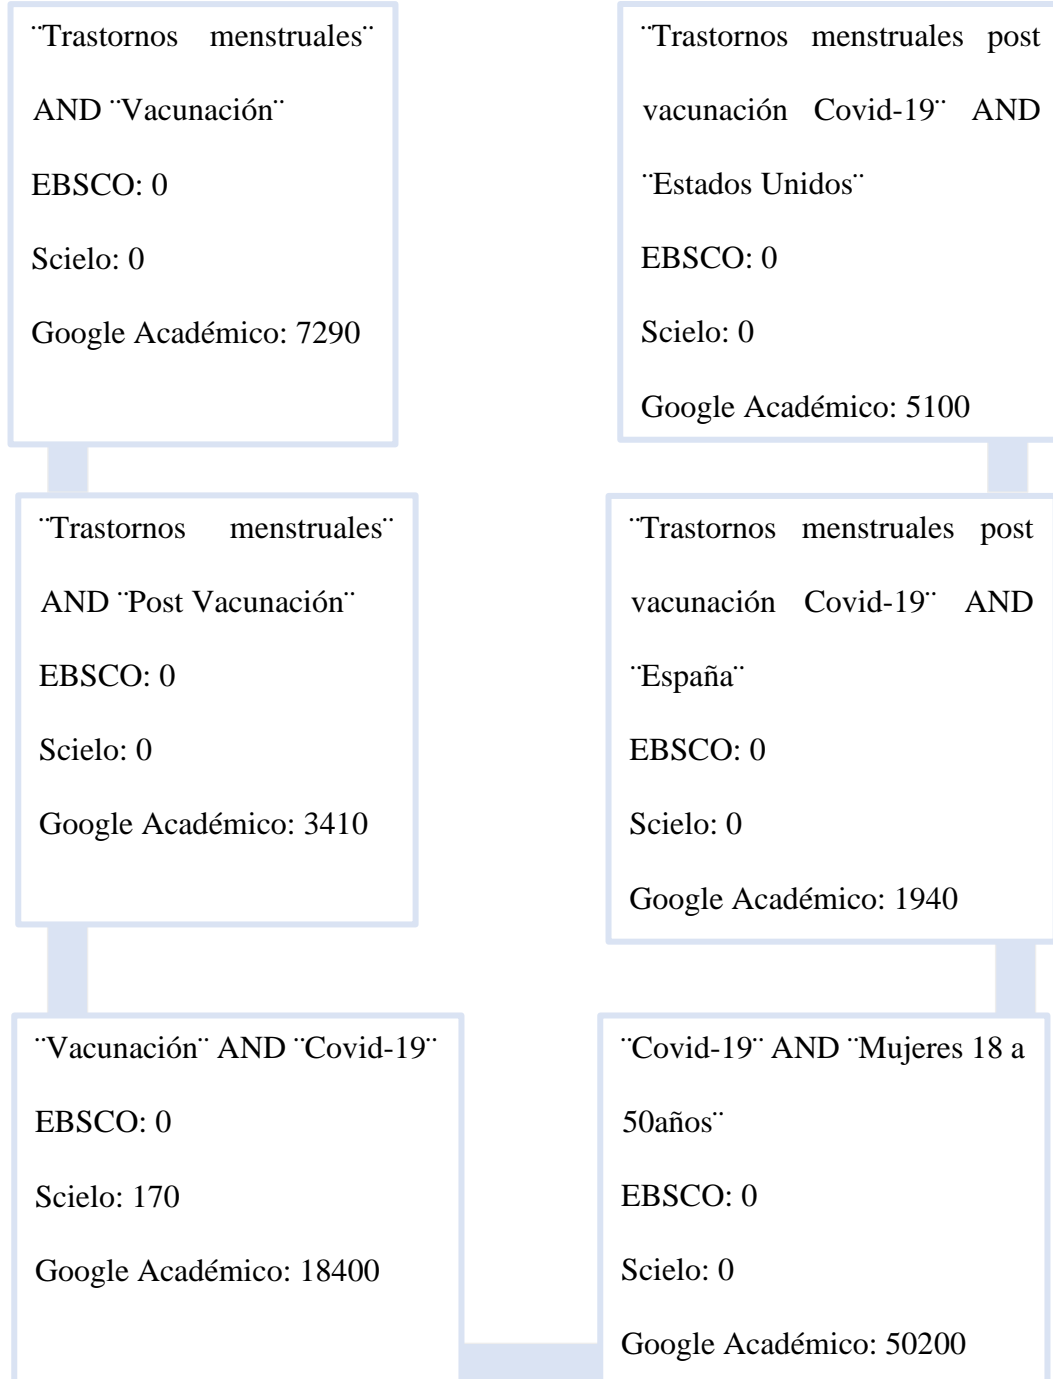 ¨Trastornos menstruales¨
AND ¨Vacunación¨
EBSCO: 0
Scielo: 0
Google Académico: 7290
¨Trastornos menstruales¨
AND ¨Post Vacunación¨
EBSCO: 0
Scielo: 0
Google Académico: 3410
¨Vacunación¨ AND ¨Covid-19¨
EBSCO: 0
Scielo: 170
Google Académico: 18400
¨Trastornos menstruales post
vacunación Covid-19¨ AND
¨Estados Unidos¨
EBSCO: 0
Scielo: 0
Google Académico: 5100
¨Trastornos menstruales post
vacunación Covid-19¨ AND
¨España¨
EBSCO: 0
Scielo: 0
Google Académico: 1940
¨Covid-19¨ AND ¨Mujeres 18 a
50años¨
EBSCO: 0
Scielo: 0
Google Académico: 50200